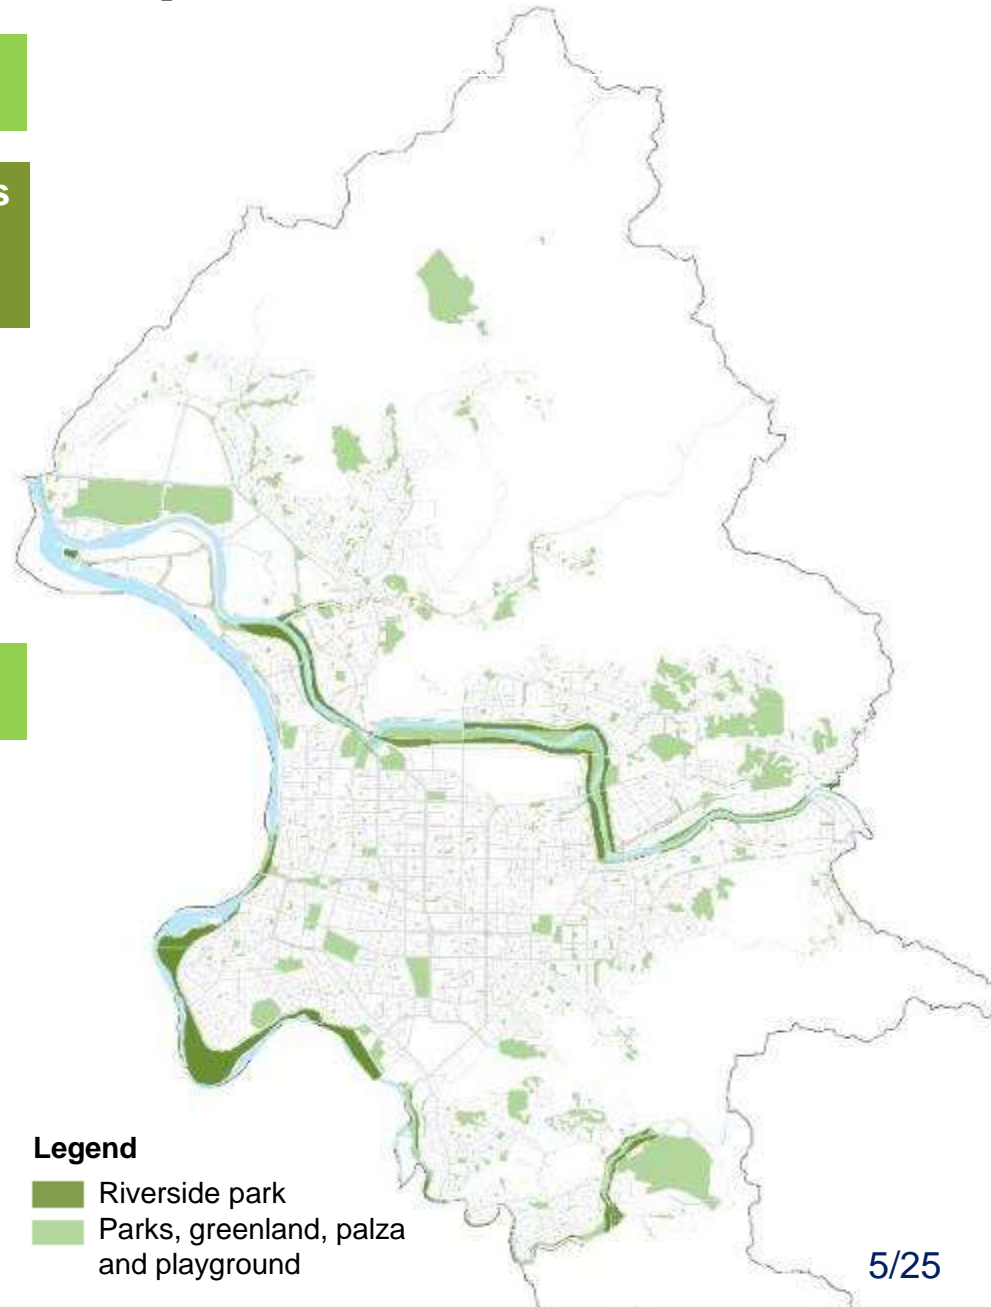 s
Legend
Riverside park
Parks, greenland, palza
and playground
5/25